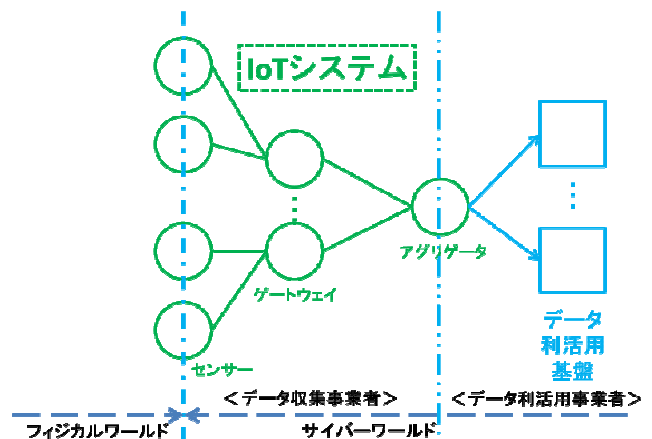 IoTシステム
アグリゲータ
ゲートウェイ
データ
利活用
基盤
センサー
＜データ収集事業者＞
＜データ利活用事業者＞
フィジカルワールド
サイバーワールド